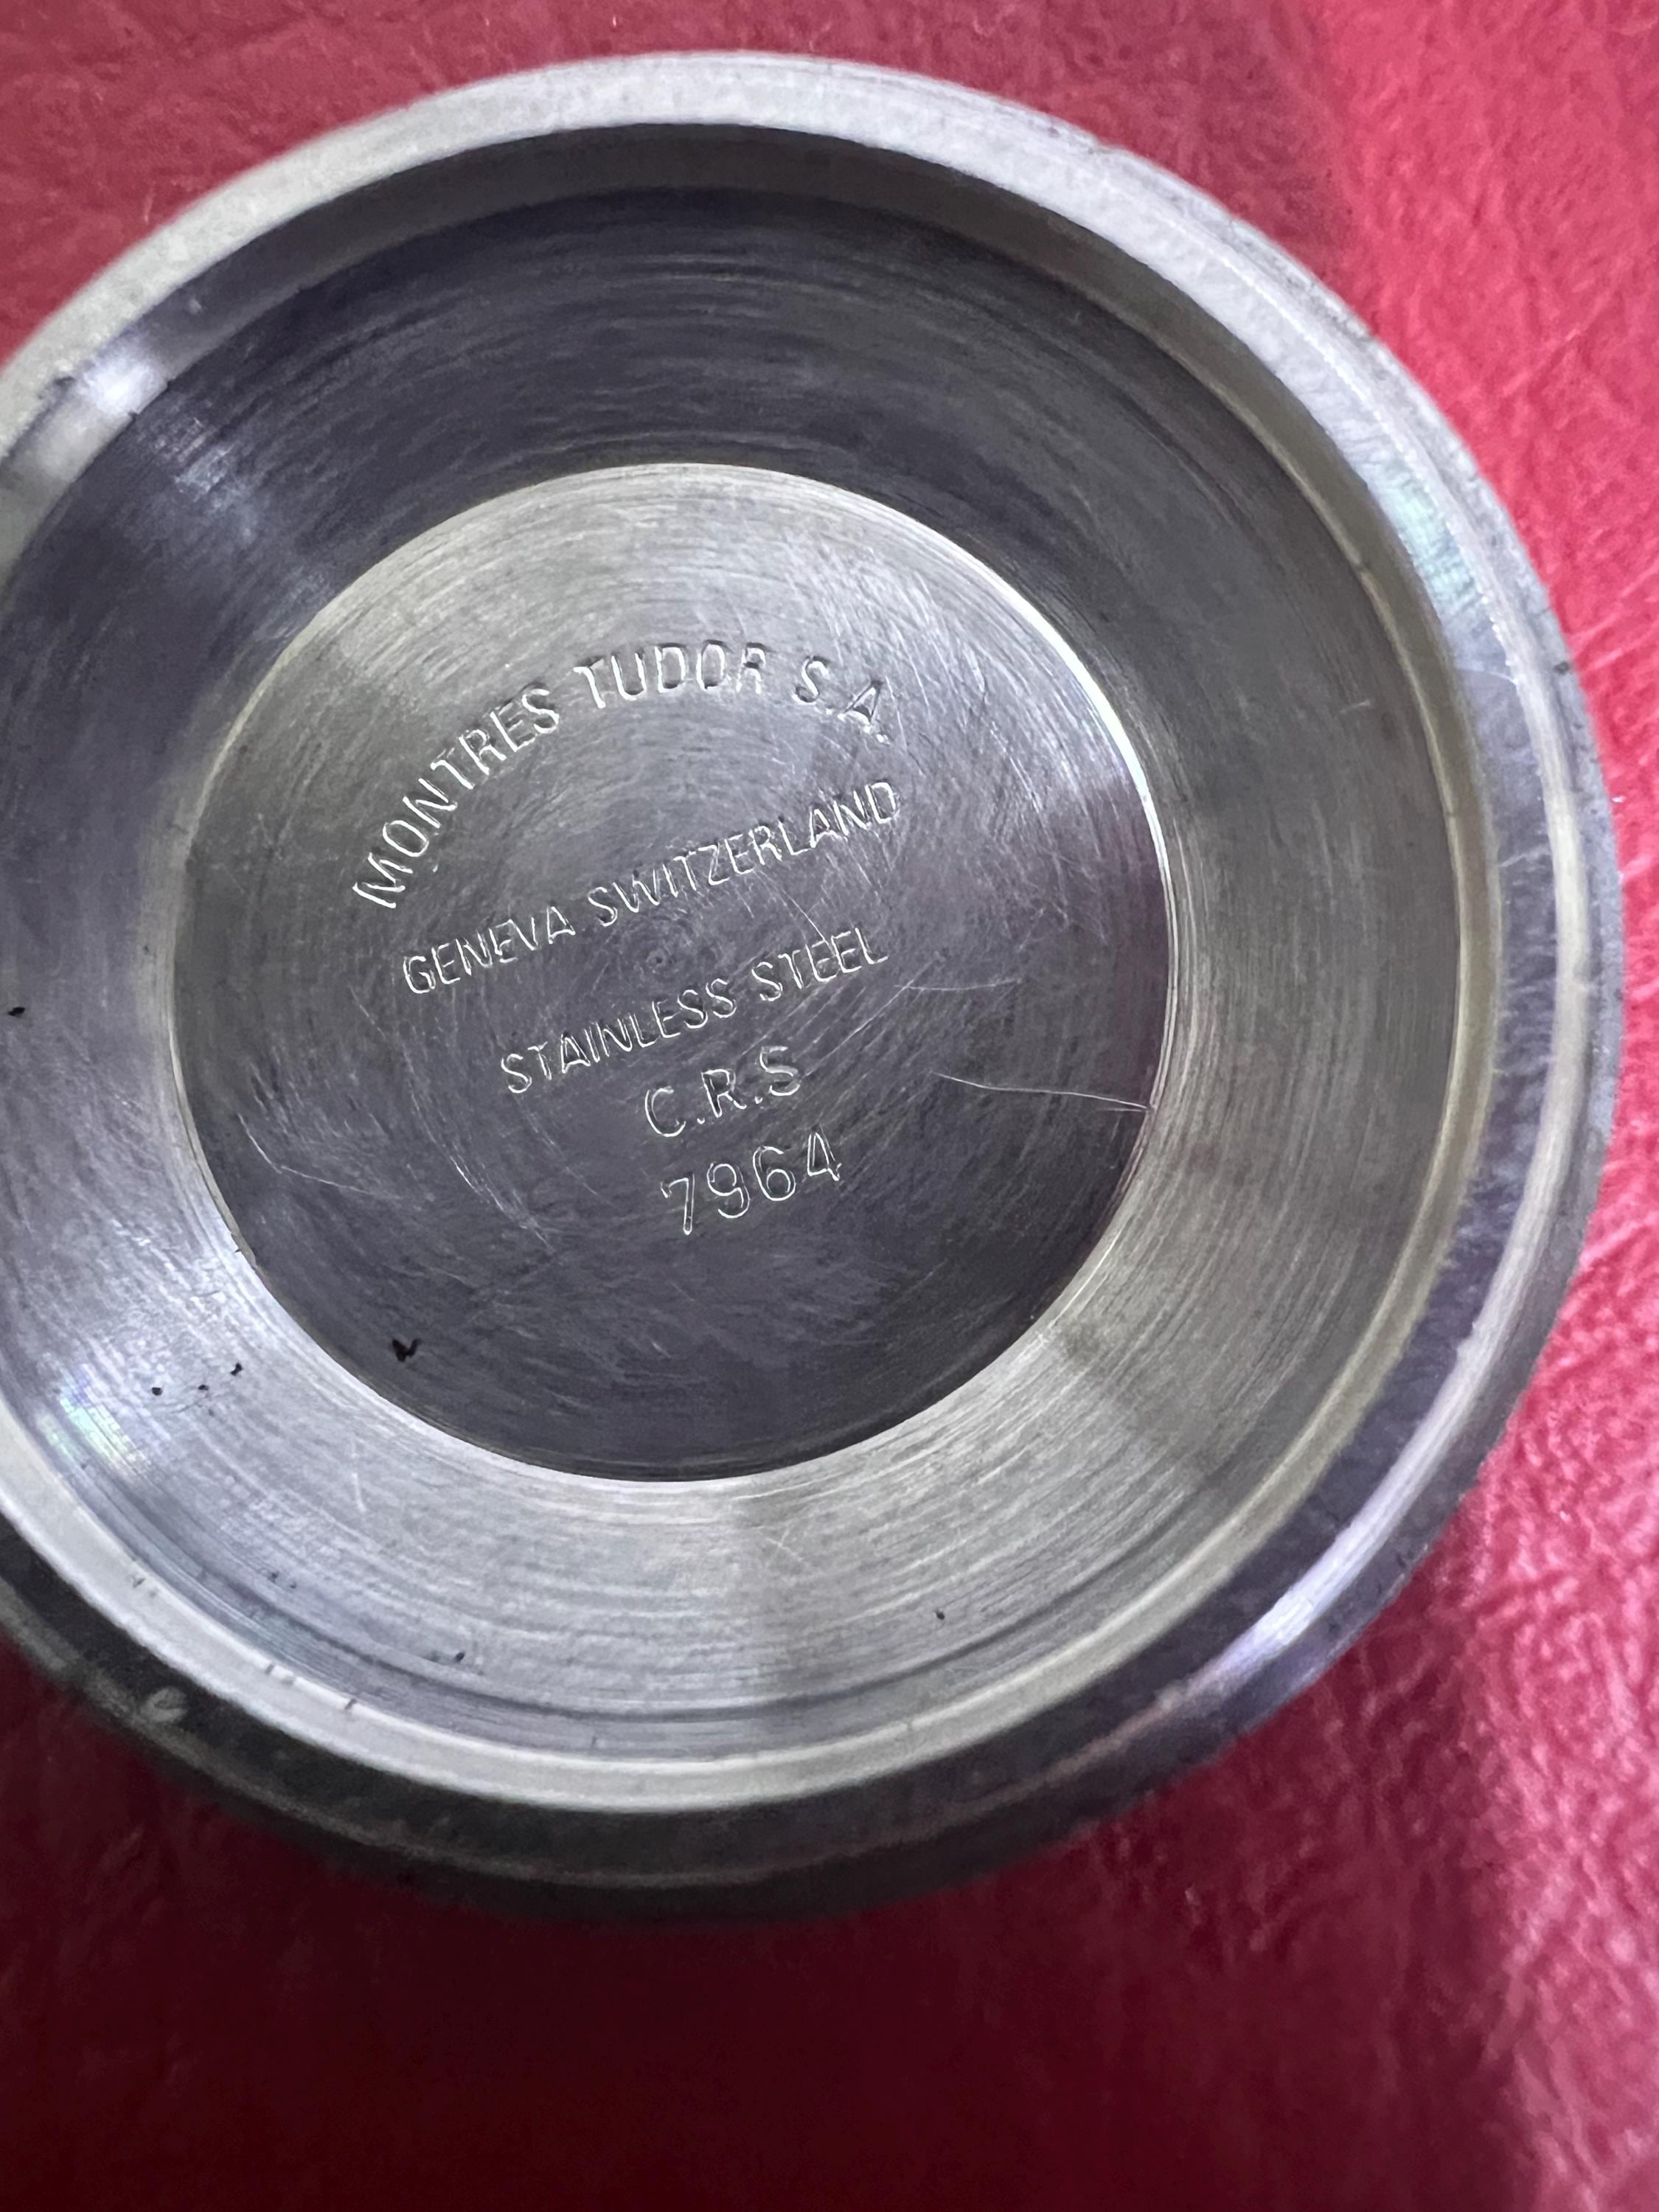 MONTRES TUDOR S.A.
GENEVA SWITZERLAND
STAINLESS STEEL
C.R.S
7964